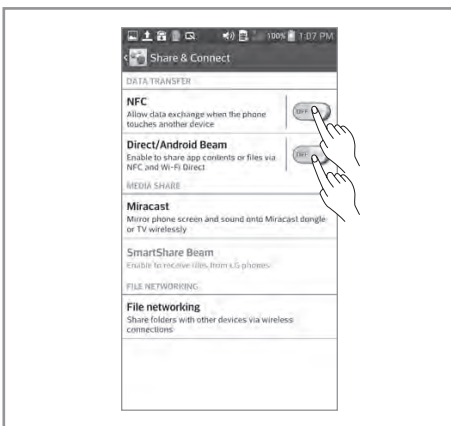 100% 1:07 PM
Share & Connect
DATA TRANSFER
NFC
Allow data exchange when the phone
touches another device
OFF
Direct/Android Beam
Enable to share app contents or files via
NFC and Wi-Fi Direct
OFF
MEDIA SHARE
Miracast
Mirror phone screen and sound onto Miracast dongle
or TV wirelessly
SmartShare Beam
Enable to receive files from LG phones
FILE NETWORKING
File networking
Share folders with other devices via wireless
connections